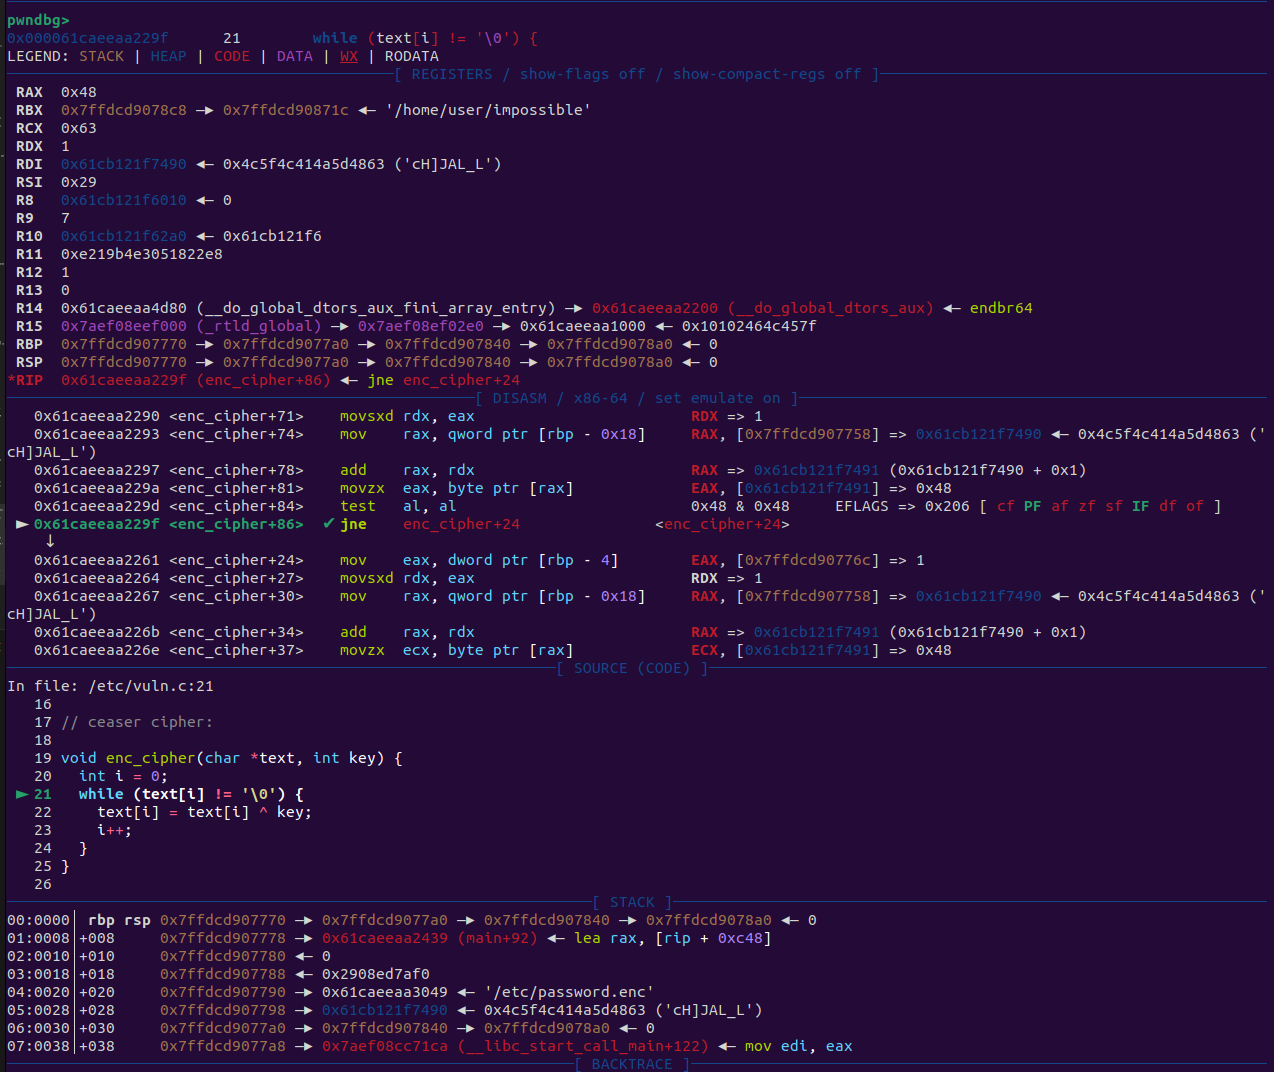 pwndbg>
0x000061caeeaa229f      21        while (text[i] != '\0') {
LEGEND: STACK | HEAP | CODE | DATA | WX | RODATA
[ REGISTERS / show-flags off / show-compact-regs off ]
RAX  0x48
RBX  0x7ffdcd9078c8 —▸ 0x7ffdcd90871c ◂— '/home/user/impossible'
RCX  0x63
RDX  1
RDI  0x61cb121f7490 ◂— 0x4c5f4c414a5d4863 ('cH]JAL_L')
RSI  0x29
R8   0x61cb121f6010 ◂— 0
R9   7
R10  0x61cb121f62a0 ◂— 0x61cb121f6
R11  0xe219b4e3051822e8
R12  1
R13  0
R14  0x61caeeaa4d80 (__do_global_dtors_aux_fini_array_entry) —▸ 0x61caeeaa2200 (__do_global_dtors_aux) ◂— endbr64
R15  0x7aef08eef000 (_rtld_global) —▸ 0x7aef08ef02e0 —▸ 0x61caeeaa1000 ◂— 0x10102464c457f
RBP  0x7ffdcd907770 —▸ 0x7ffdcd9077a0 —▸ 0x7ffdcd907840 —▸ 0x7ffdcd9078a0 ◂— 0
RSP  0x7ffdcd907770 —▸ 0x7ffdcd9077a0 —▸ 0x7ffdcd907840 —▸ 0x7ffdcd9078a0 ◂— 0
*RIP  0x61caeeaa229f (enc_cipher+86) ◂— jne enc_cipher+24
[ DISASM / x86-64 / set emulate on ]
0x61caeeaa2290 <enc_cipher+71>    movsxd rdx, eax                        RDX => 1
0x61caeeaa2293 <enc_cipher+74>    mov    rax, qword ptr [rbp - 0x18]     RAX, [0x7ffdcd907758] => 0x61cb121f7490 ◂— 0x4c5f4c414a5d4863 ('
cH]JAL_L')
0x61caeeaa2297 <enc_cipher+78>    add    rax, rdx                        RAX => 0x61cb121f7491 (0x61cb121f7490 + 0x1)
0x61caeeaa229a <enc_cipher+81>    movzx  eax, byte ptr [rax]             EAX, [0x61cb121f7491] => 0x48
0x61caeeaa229d <enc_cipher+84>    test   al, al                          0x48 & 0x48     EFLAGS => 0x206 [ cf PF af zf sf IF df of ]
► 0x61caeeaa229f <enc_cipher+86>  ✔ jne    enc_cipher+24               <enc_cipher+24>
↓
0x61caeeaa2261 <enc_cipher+24>    mov    eax, dword ptr [rbp - 4]        EAX, [0x7ffdcd90776c] => 1
0x61caeeaa2264 <enc_cipher+27>    movsxd rdx, eax                        RDX => 1
0x61caeeaa2267 <enc_cipher+30>    mov    rax, qword ptr [rbp - 0x18]     RAX, [0x7ffdcd907758] => 0x61cb121f7490 ◂— 0x4c5f4c414a5d4863 ('
cH]JAL_L')
0x61caeeaa226b <enc_cipher+34>    add    rax, rdx                        RAX => 0x61cb121f7491 (0x61cb121f7490 + 0x1)
0x61caeeaa226e <enc_cipher+37>    movzx  ecx, byte ptr [rax]             ECX, [0x61cb121f7491] => 0x48
[ SOURCE (CODE) ]
In file: /etc/vuln.c:21
16
17 // ceaser cipher:
18
19 void enc_cipher(char *text, int key) {
20   int i = 0;
► 21   while (text[i] != '\0') {
22     text[i] = text[i] ^ key;
23     i++;
24   }
25 }
26
[ STACK ]
00:0000│ rbp rsp 0x7ffdcd907770 —▸ 0x7ffdcd9077a0 —▸ 0x7ffdcd907840 —▸ 0x7ffdcd9078a0 ◂— 0
01:0008│+008     0x7ffdcd907778 —▸ 0x61caeeaa2439 (main+92) ◂— lea rax, [rip + 0xc48]
02:0010│+010     0x7ffdcd907780 ◂— 0
03:0018│+018     0x7ffdcd907788 ◂— 0x2908ed7af0
04:0020│+020     0x7ffdcd907790 —▸ 0x61caeeaa3049 ◂— '/etc/password.enc'
05:0028│+028     0x7ffdcd907798 —▸ 0x61cb121f7490 ◂— 0x4c5f4c414a5d4863 ('cH]JAL_L')
06:0030│+030     0x7ffdcd9077a0 —▸ 0x7ffdcd907840 —▸ 0x7ffdcd9078a0 ◂— 0
07:0038│+038     0x7ffdcd9077a8 —▸ 0x7aef08cc71ca (__libc_start_call_main+122) ◂— mov edi, eax
[ BACKTRACE ]